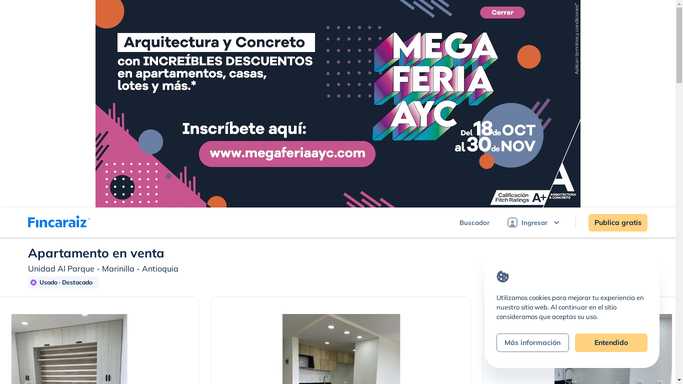 Cerrar
Arquitectura y Concreto
con INCREÍBLES DESCUENTOS
en apartamentos, casas,
lotes y más.*
Inscríbete aquí:
www.megaferiaayc.com
MEGA
FERIA
AYC
Del 18 de OCT
al 30 de NOV
Calificación
Fitch Ratings
A+
ARQUITECTURA
& CONCRETO
Fincaraiz
Buscador
Ingresar
Publica gratis
Apartamento en venta
Unidad Al Parque - Marinilla - Antioquia
Usado · Destacado
Utilizamos cookies para mejorar tu experiencia en
nuestro sitio web. Al continuar en el sitio
consideramos que aceptas su uso.
Más información
Entendido